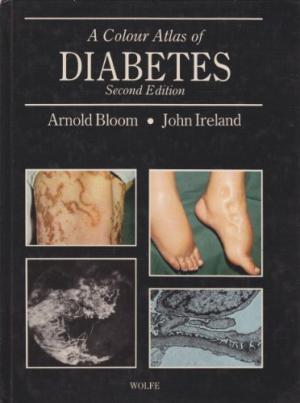 A Colour Atlas of
DIABETES
Second Edition
Arnold Bloom • John Ireland
WOLFE